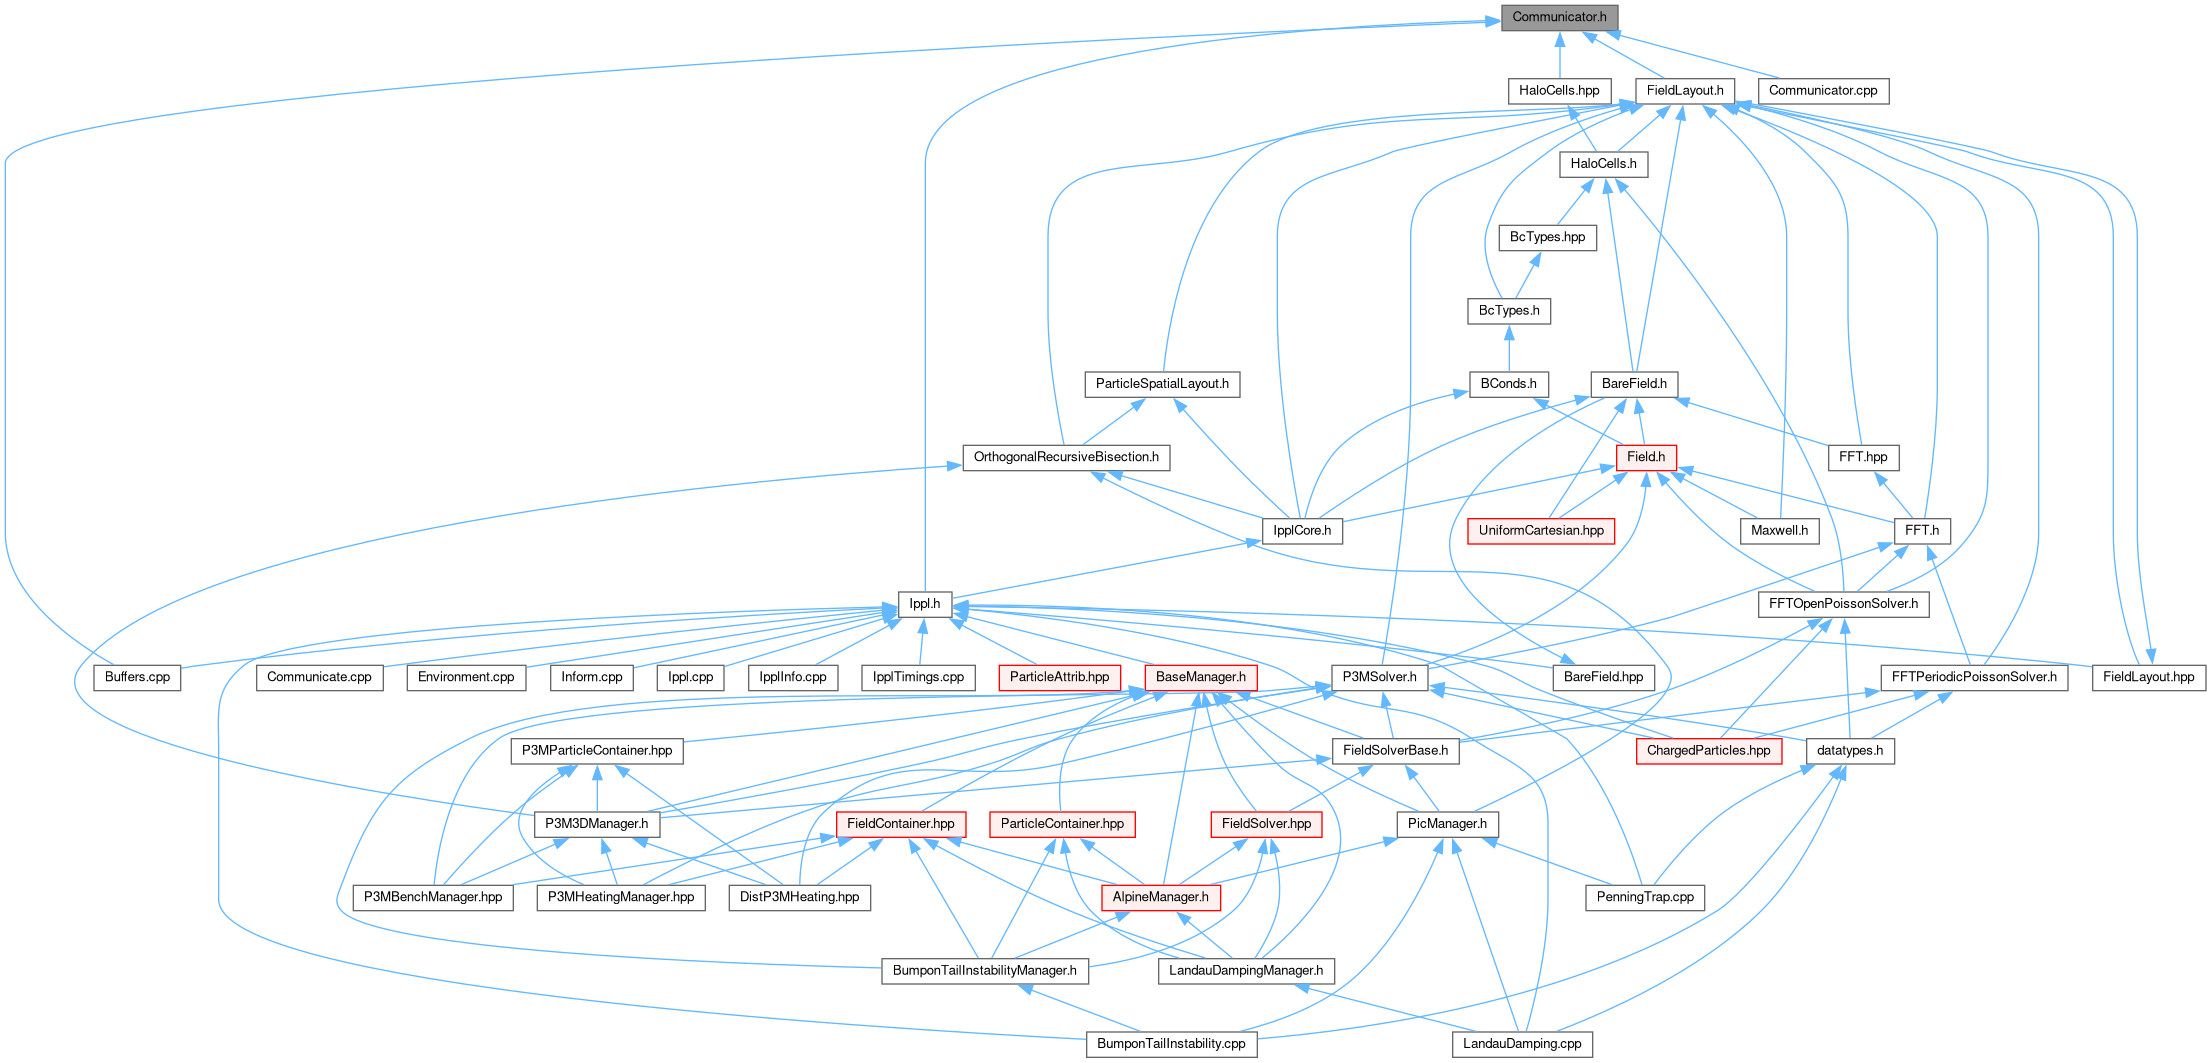 Communicator.h
HaloCells.hpp
FieldLayout.h
Communicator.cpp
HaloCells.h
BcTypes.hpp
BcTypes.h
ParticleSpatialLayout.h
BConds.h
BareField.h
OrthogonalRecursiveBisection.h
Field.h
FFT.hpp
IpplCore.h
UniformCartesian.hpp
Maxwell.h
FFT.h
Ippl.h
FFTOpenPoissonSolver.h
Buffers.cpp
Communicate.cpp
Environment.cpp
Inform.cpp
Ippl.cpp
IpplInfo.cpp
IpplTimings.cpp
ParticleAttrib.hpp
BaseManager.h
P3MSolver.h
BareField.hpp
FFTPeriodicPoissonSolver.h
FieldLayout.hpp
P3MParticleContainer.hpp
FieldSolverBase.h
ChargedParticles.hpp
datatypes.h
P3M3DManager.h
FieldContainer.hpp
ParticleContainer.hpp
FieldSolver.hpp
PicManager.h
P3MBenchManager.hpp
P3MHeatingManager.hpp
DistP3MHeating.hpp
AlpineManager.h
PenningTrap.cpp
BumponTailInstabilityManager.h
LandauDampingManager.h
BumponTailInstability.cpp
LandauDamping.cpp